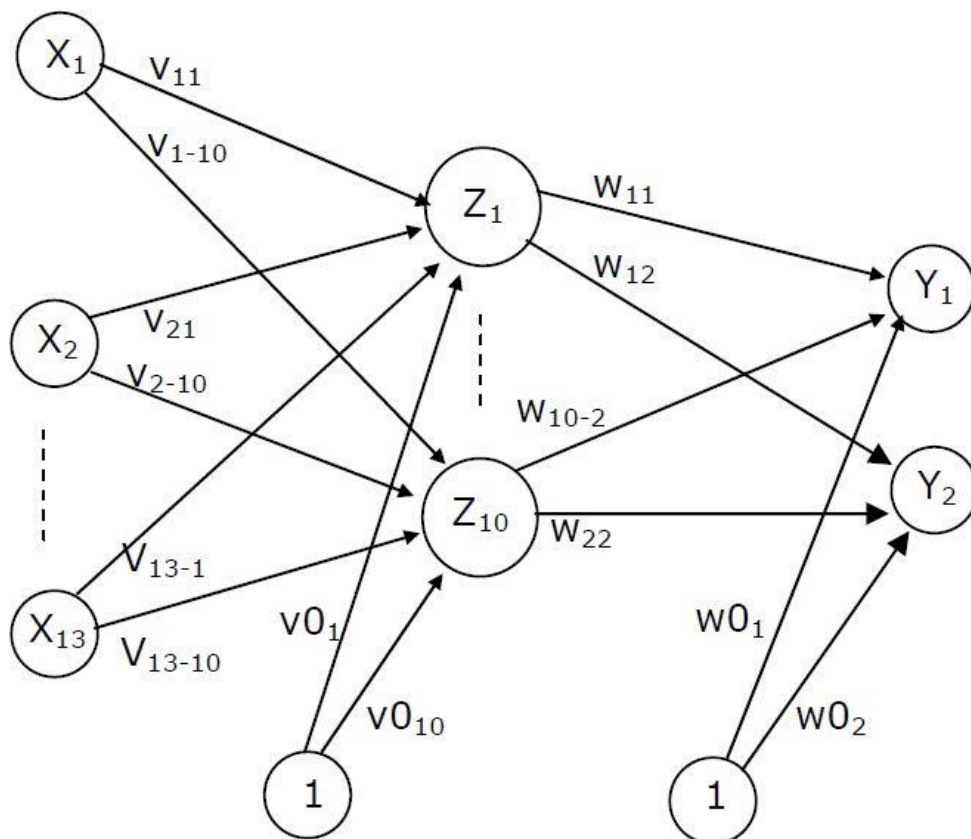 X₁
v₁₁
v₁₋₁₀
Z₁
w₁₁
w₁₂
Y₁
X₂
v₂₁
v₂₋₁₀
w₁₀₋₂
Y₂
Z₁₀
w₂₂
V₁₃₋₁
X₁₃
V₁₃₋₁₀
v0₁
w0₁
v0₁₀
w0₂
1
1